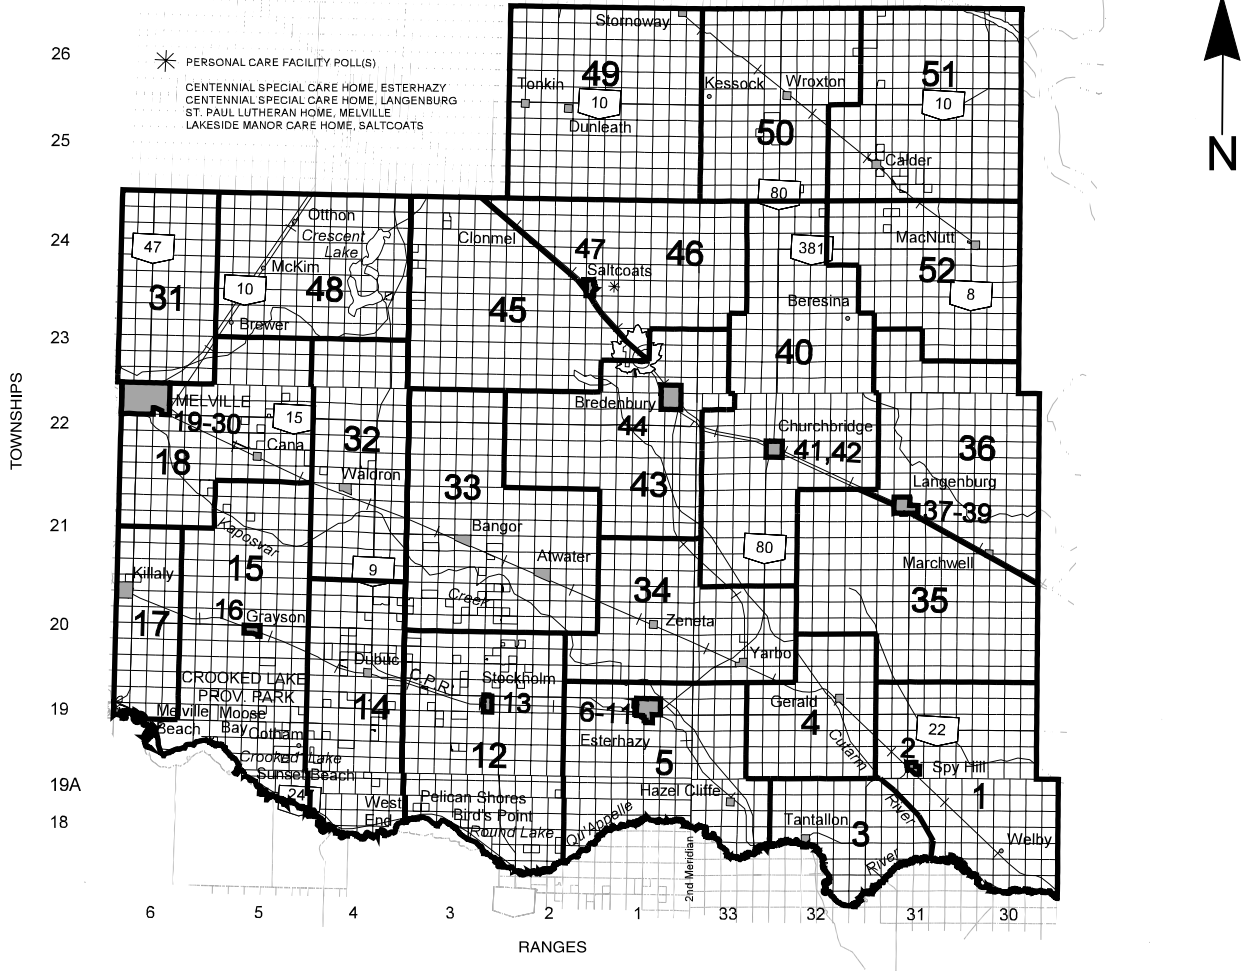 Stornoway
26
PERSONAL CARE FACILITY POLL(S)
49
51
Tonkin
Kessock
Wroxton
CENTENNIAL SPECIAL CARE HOME, ESTERHAZY
CENTENNIAL SPECIAL CARE HOME, LANGENBURG
ST. PAUL LUTHERAN HOME, MELVILLE
LAKESIDE MANOR CARE HOME, SALTCOATS
10
10
Dunleath
50
25
N
Calder
80
Otthon
24
47
Crescent
Lake
Clonmel
47
46
381
MacNutt
McKim
Saltcoats
52
31
10
48
45
Beresina
8
Brewer
23
40
TOWNSHIPS
MELVILLE
Bredenbury
22
19-30
15
44
Churchbridge
Cana
32
41,42
36
18
Waldron
33
43
Langenburg
37-39
21
Kaposvar
Bangor
80
Atwater
Marchwell
15
9
Killaly
34
35
16
Grayson
Creek
20
17
Zeneta
Yarbo
Dubuc
C.P.R.
CROOKED LAKE
PROV. PARK
Stockholm
13
14
19
Melville
Beach
Moose
Bay
6-11
Gerald
4
22
Cotham
Esterhazy
Cutarm
2
Crooked Lake
12
5
Spy Hill
Sunset Beach
19A
247
Hazel Cliffe
1
West
End
Pelican Shores
Bird's Point
Round Lake
Qu'Appelle
River
18
Tantallon
3
Welby
River
2nd Meridian
6
5
4
3
2
1
33
32
31
30
RANGES